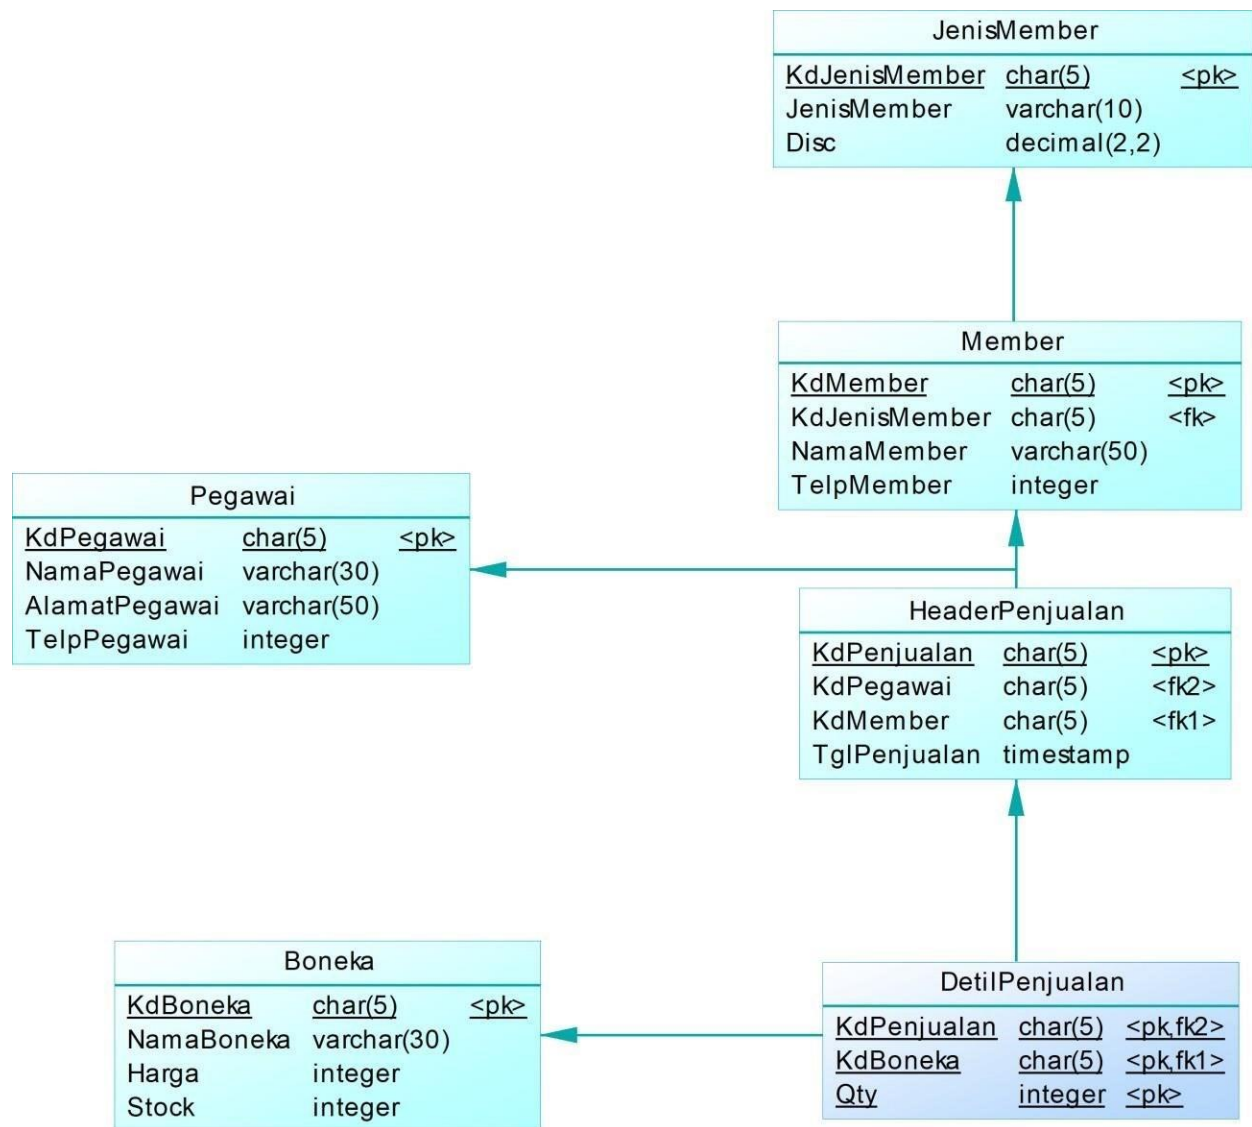 JenisMember
KdJenisMember char(5) <pk>
JenisMember varchar(10)
Disc decimal(2,2)
Member
KdMember char(5) <pk>
KdJenisMember char(5) <fk>
NamaMember varchar(50)
TelpMember integer
Pegawai
KdPegawai char(5) <pk>
NamaPegawai varchar(30)
AlamatPegawai varchar(50)
TelpPegawai integer
HeaderPenjualan
KdPenjualan char(5) <pk>
KdPegawai char(5) <fk2>
KdMember char(5) <fk1>
TglPenjualan timestamp
Boneka
KdBoneka char(5) <pk>
NamaBoneka varchar(30)
Harga integer
Stock integer
DetilPenjualan
KdPenjualan char(5) <pk,fk2>
KdBoneka char(5) <pk,fk1>
Qty integer <pk>